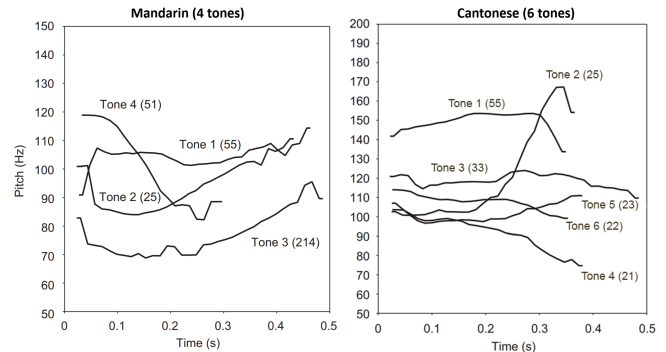 Mandarin (4 tones)
150
140
130
120
110
100
90
80
70
60
50
Pitch (Hz)
Tone 4 (51)
Tone 1 (55)
Tone 2 (25)
Tone 3 (214)
0
0.1
0.2
0.3
0.4
0.5
Time (s)
Cantonese (6 tones)
200
190
180
170
160
150
140
130
120
110
100
90
80
70
60
50
Tone 2 (25)
Tone 1 (55)
Tone 3 (33)
Tone 5 (23)
Tone 6 (22)
Tone 4 (21)
0
0.1
0.2
0.3
0.4
0.5
Time (s)